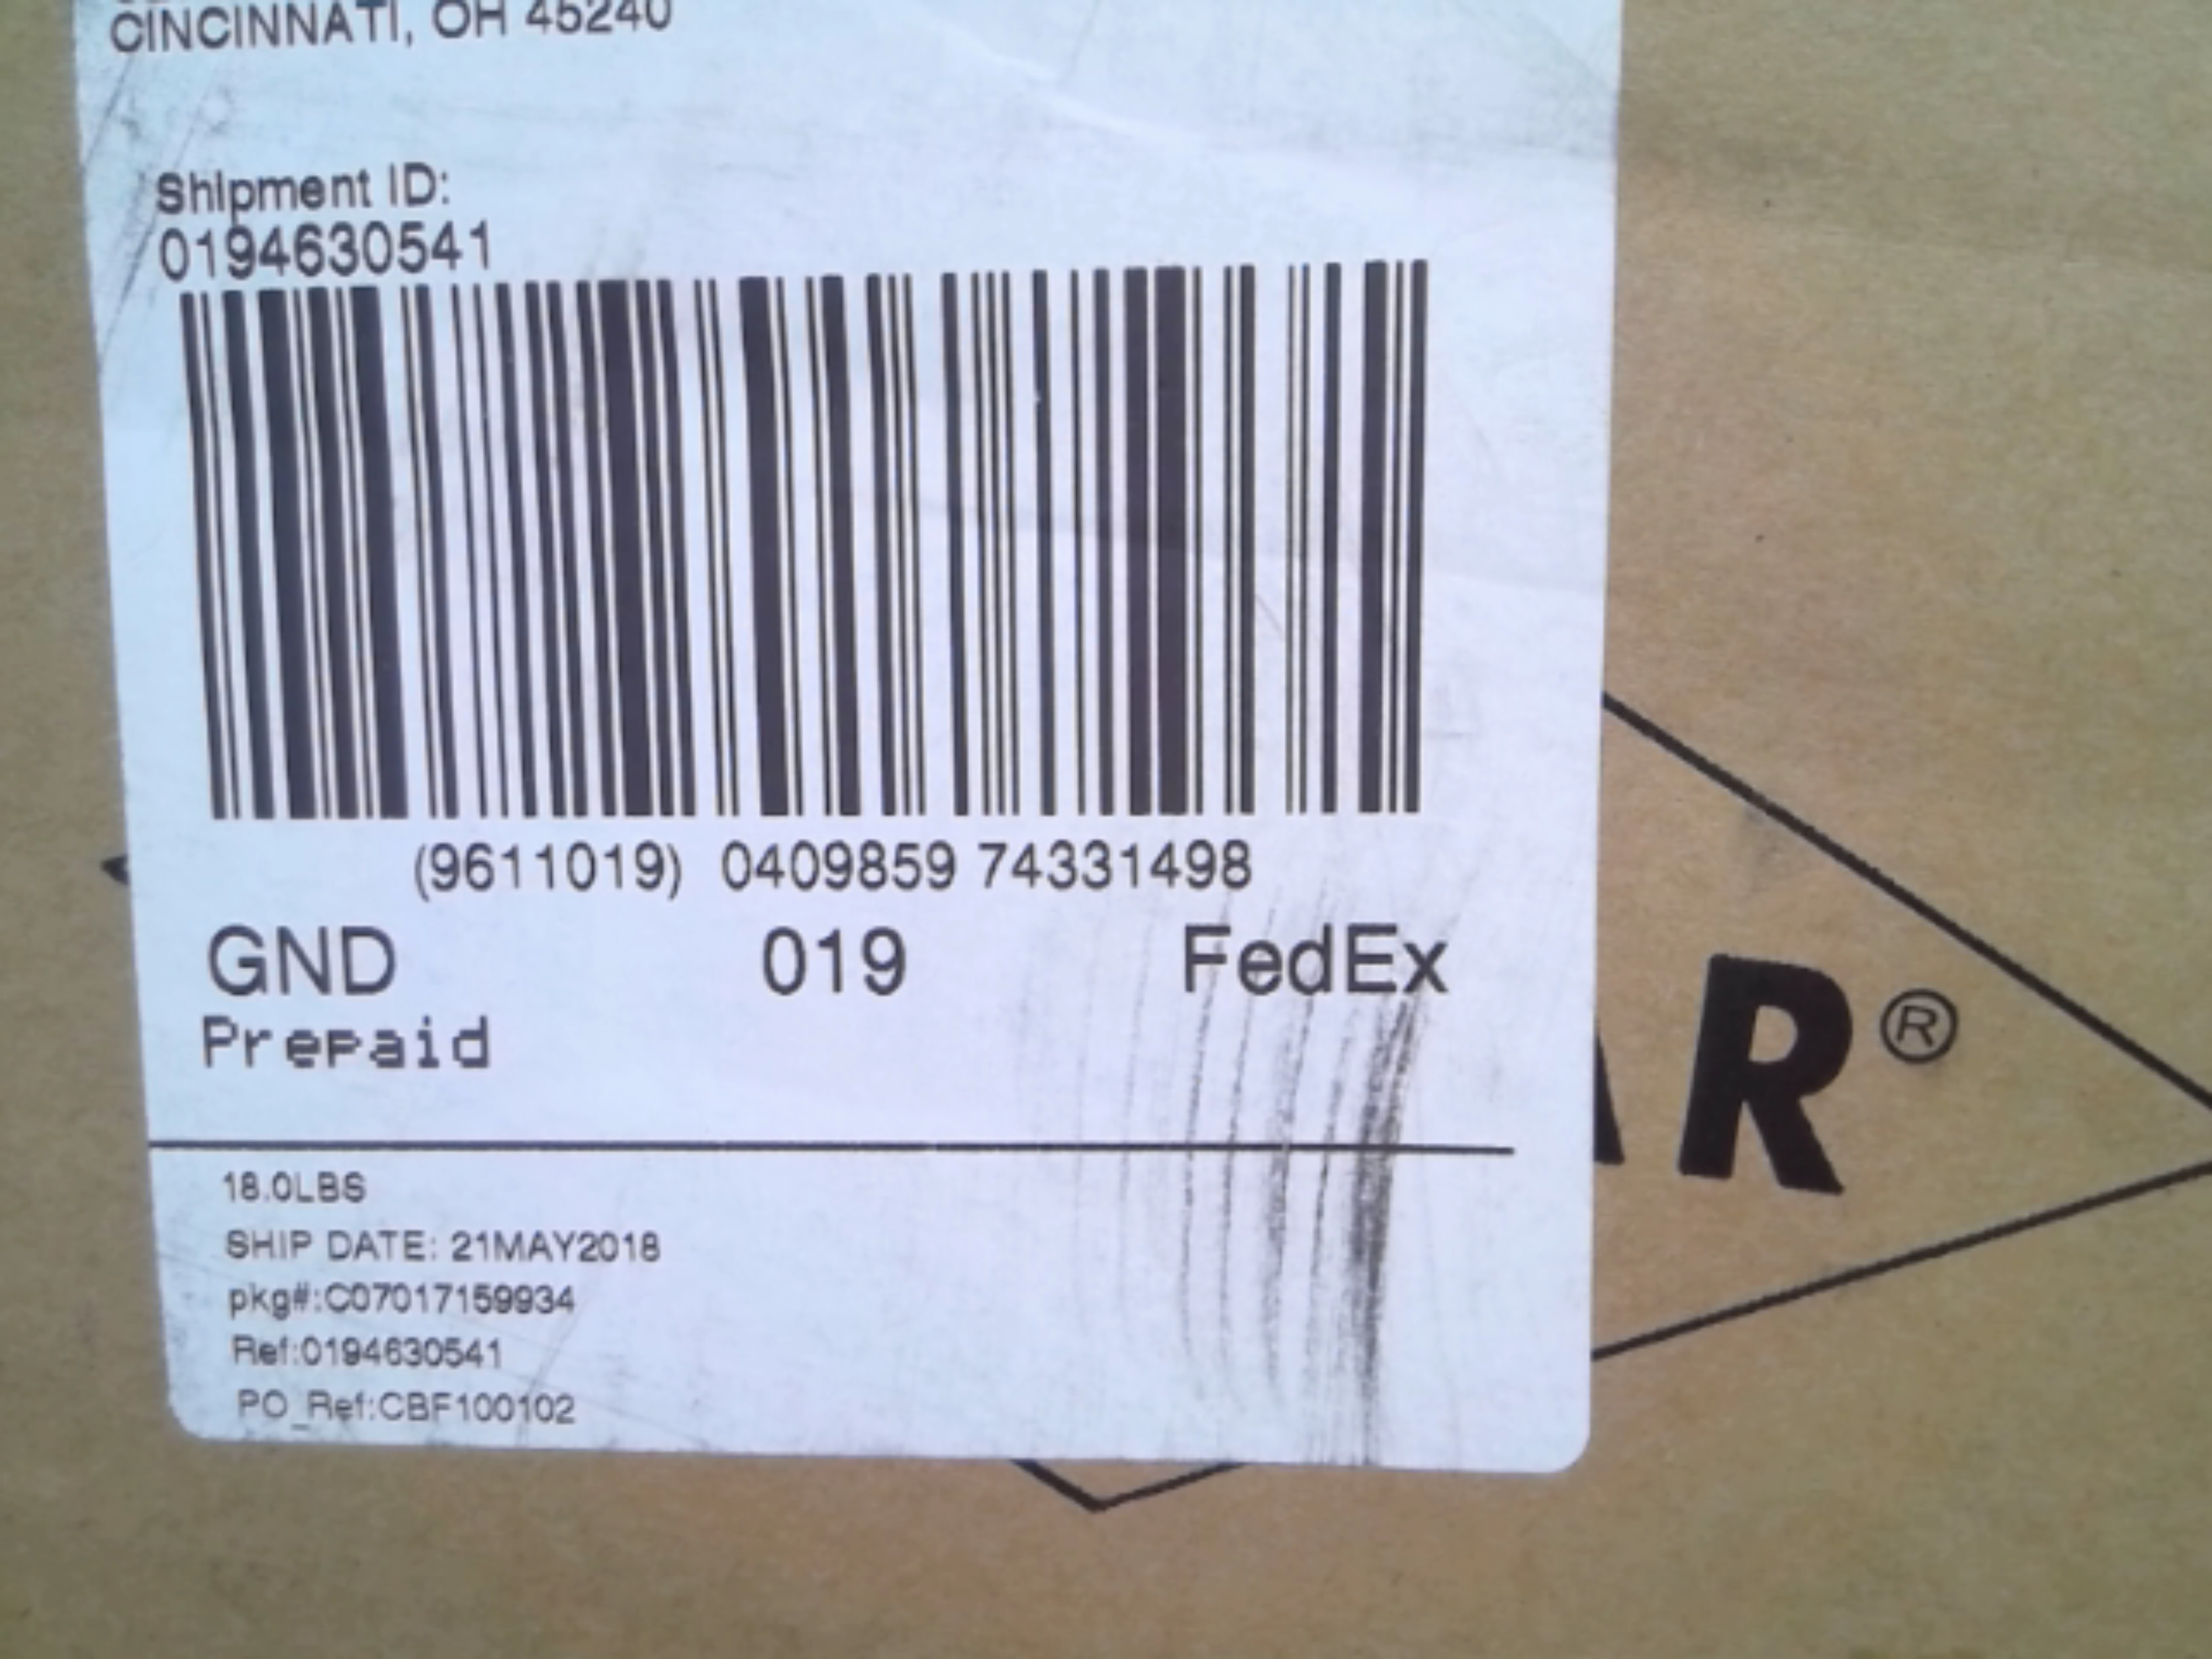 CINCINNATI, OH 45240
Shipment ID:
0194630541
(9611019) 0409859 74331498
GND 019 FedEx
Prepaid
18.0LBS
SHIP DATE: 21MAY2018
pkg#:C07017159934
Ref:0194630541
PO_Ref:CBF100102
R®